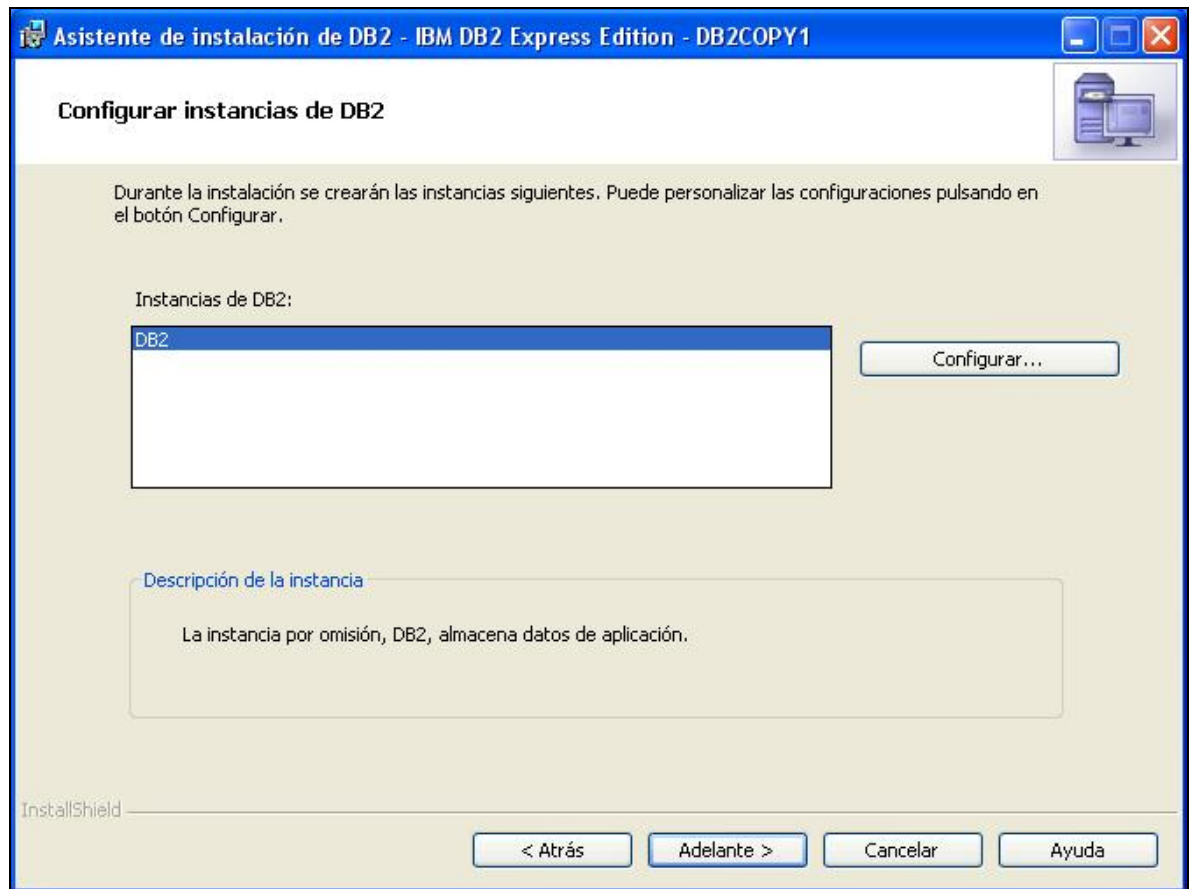 Asistente de instalación de DB2 - IBM DB2 Express Edition - DB2COPY1
Configurar instancias de DB2
Durante la instalación se crearán las instancias siguientes. Puede personalizar las configuraciones pulsando en
el botón Configurar.
Instancias de DB2:
DB2
Configurar...
Descripción de la instancia
La instancia por omisión, DB2, almacena datos de aplicación.
InstallShield
< Atrás Adelante > Cancelar Ayuda